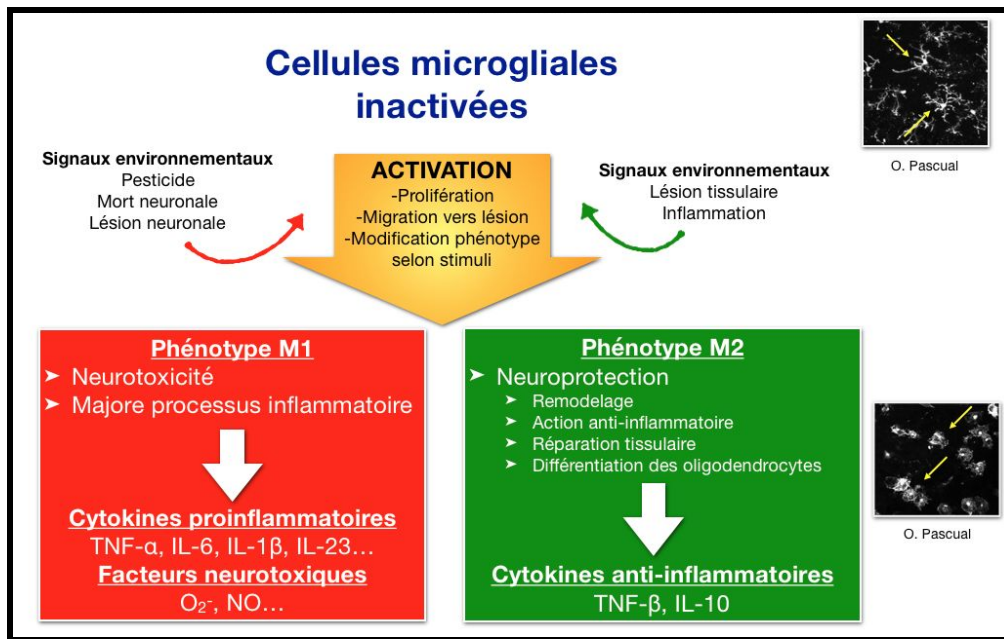 Cellules microgliales
inactivées
O. Pascual
Signaux environnementaux
Pesticide
Mort neuronale
Lésion neuronale
ACTIVATION
-Prolifération
-Migration vers lésion
-Modification phénotype
selon stimuli
Signaux environnementaux
Lésion tissulaire
Inflammation
Phénotype M1
➤ Neurotoxicité
➤ Majore processus inflammatoire
Cytokines proinflammatoires
TNF-α, IL-6, IL-1β, IL-23…
Facteurs neurotoxiques
O₂⁻, NO…
Phénotype M2
➤ Neuroprotection
➤ Remodelage
➤ Action anti-inflammatoire
➤ Réparation tissulaire
➤ Différentiation des oligodendrocytes
Cytokines anti-inflammatoires
TNF-β, IL-10
O. Pascual